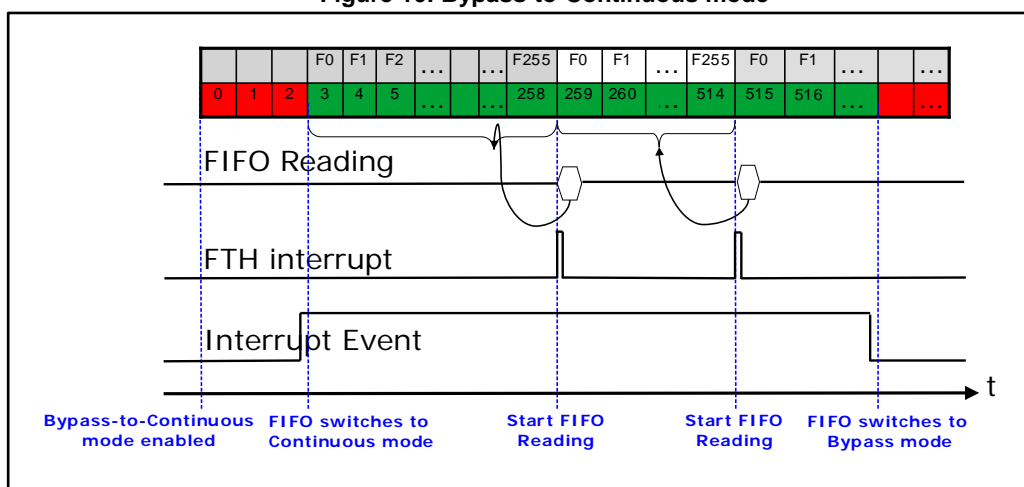 Figure 10. Bypass-to-Continuous mode
F0 F1 F2 ... ... F255 F0 F1 ... F255 F0 F1 ... ...
0 1 2 3 4 5 ... ... 258 259 260 ... 514 515 516 ... ...
FIFO Reading
FTH interrupt
Interrupt Event
t
Bypass-to-Continuous mode enabled
FIFO switches to Continuous mode
Start FIFO Reading
Start FIFO Reading
FIFO switches to Bypass mode